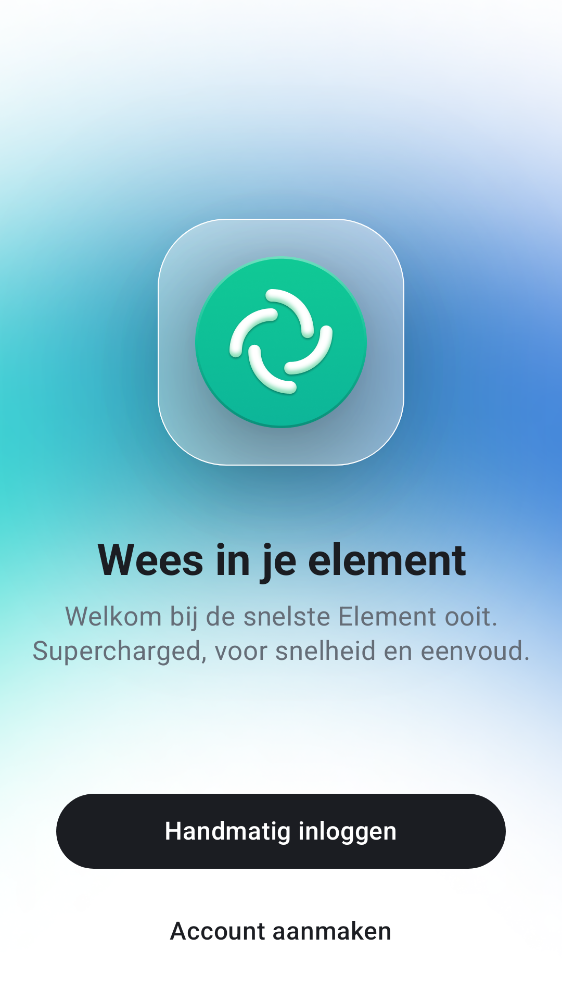 Wees in je element
Welkom bij de snelste Element ooit.
Supercharged, voor snelheid en eenvoud.
Handmatig inloggen
Account aanmaken